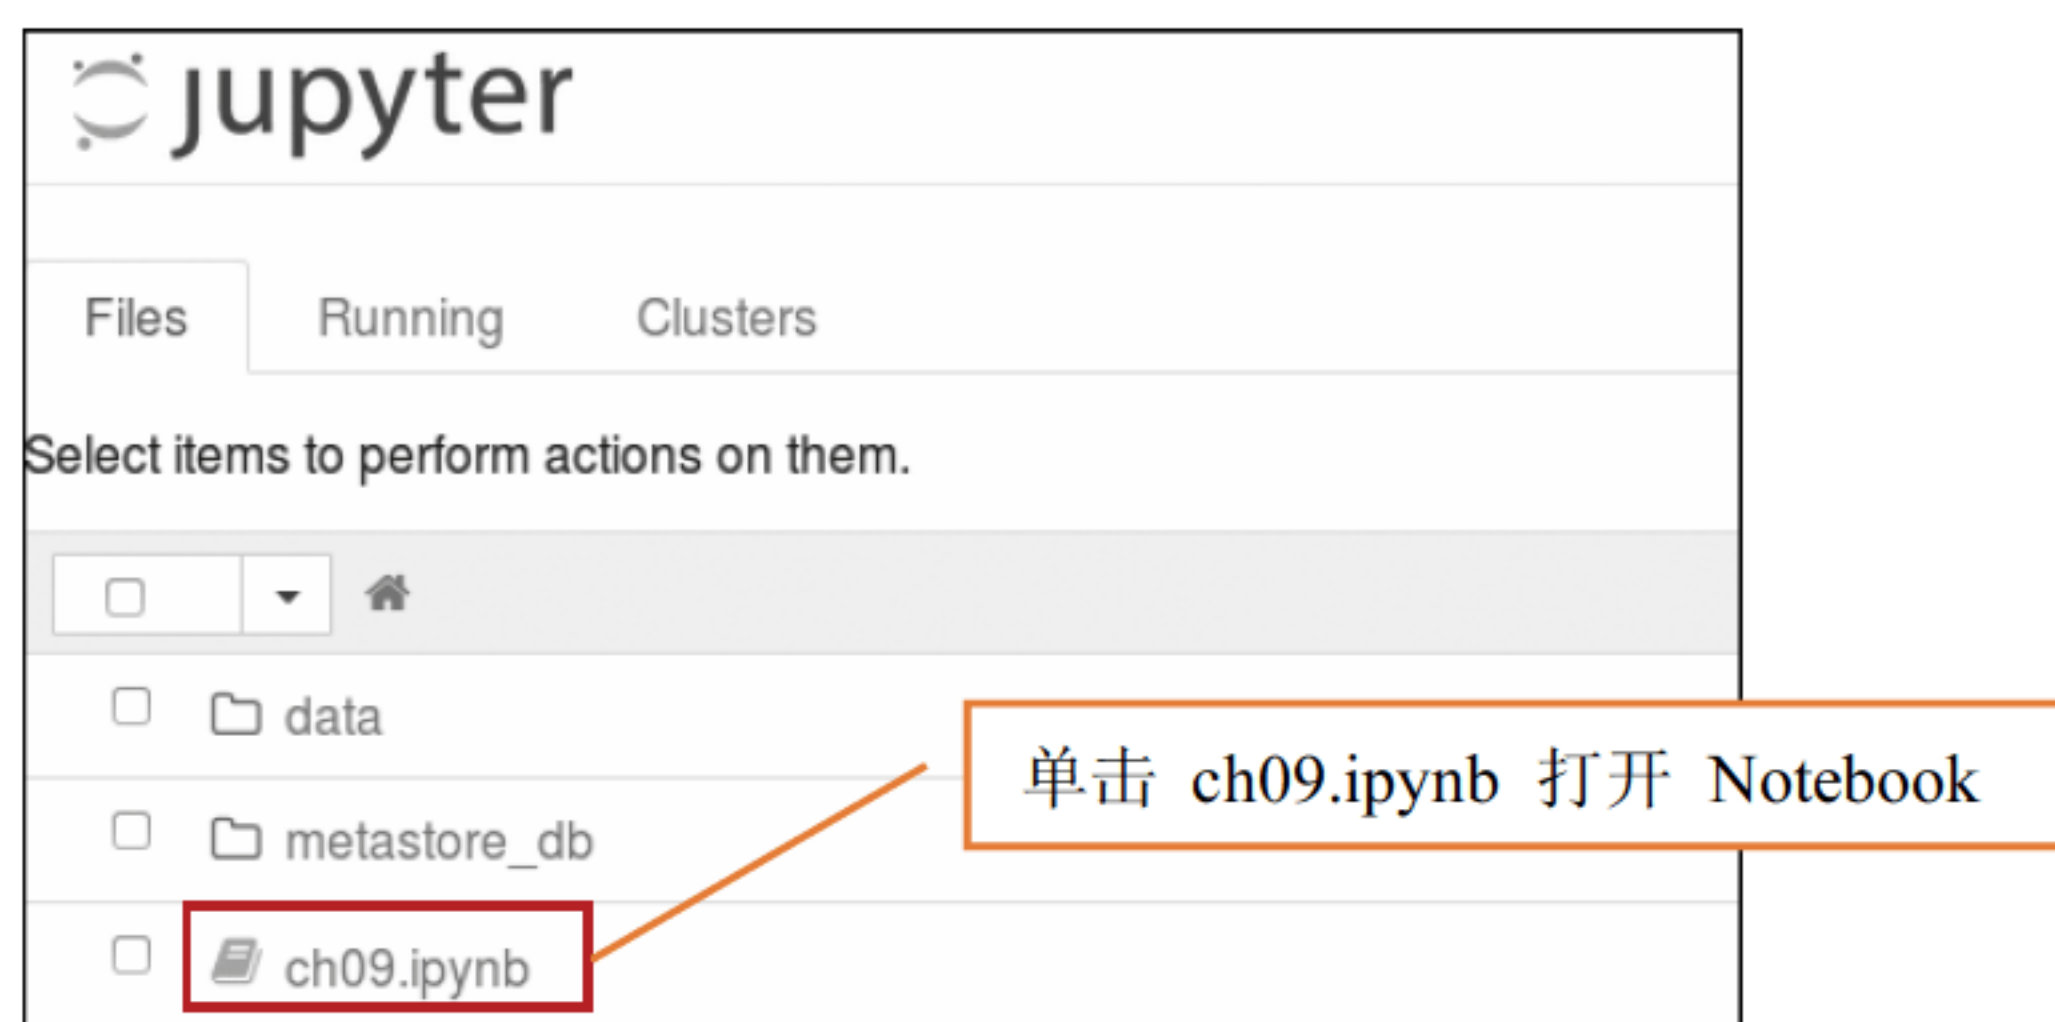 jupyter
Files Running Clusters
Select items to perform actions on them.
data
单击 ch09.ipynb 打开 Notebook
metastore_db
ch09.ipynb